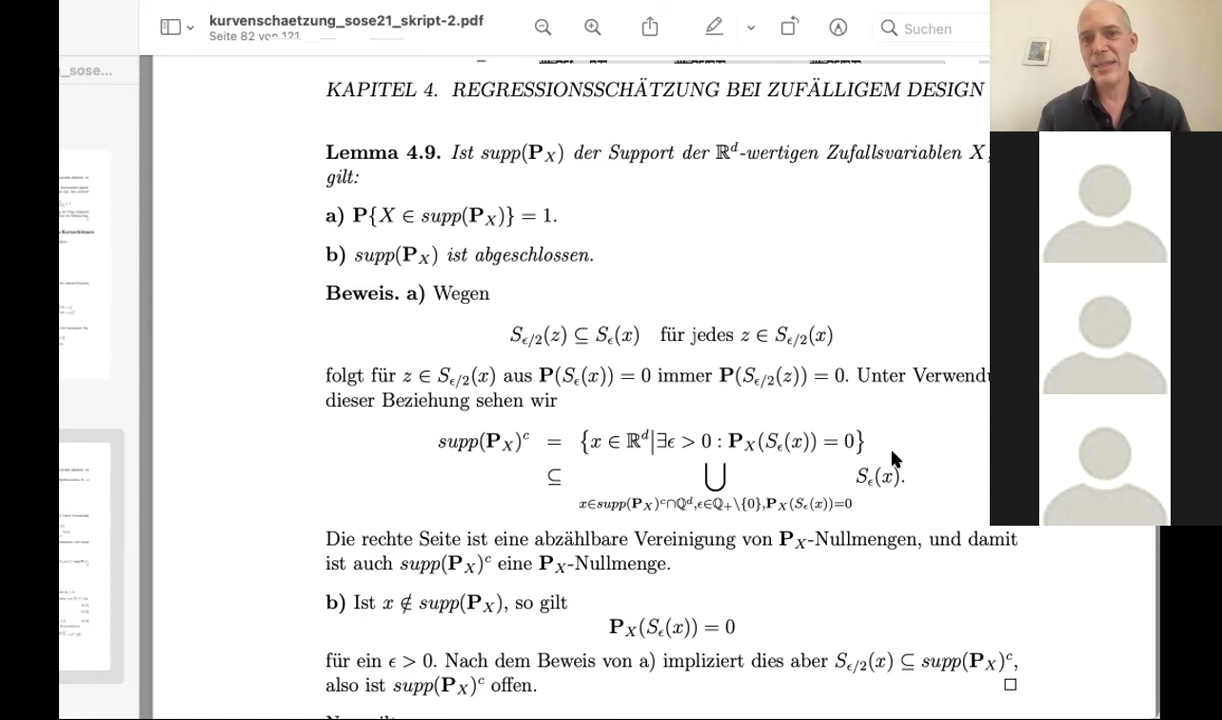 kurvenschaetzung_sose21_skript-2.pdf
Seite 82 von 121
Suchen
_sose...
KAPITEL 4. REGRESSIONSSCHÄTZUNG BEI ZUFÄLLIGEM DESIGN
Lemma 4.9. Ist supp(P_X) der Support der ℝ^d-wertigen Zufallsvariablen X,
gilt:
a) P{X ∈ supp(P_X)} = 1.
b) supp(P_X) ist abgeschlossen.
Beweis. a) Wegen
S_{ϵ/2}(z) ⊆ S_ϵ(x) für jedes z ∈ S_{ϵ/2}(x)
folgt für z ∈ S_{ϵ/2}(x) aus P(S_ϵ(x)) = 0 immer P(S_{ϵ/2}(z)) = 0. Unter
dieser Beziehung sehen wir
supp(P_X)^c = {x ∈ ℝ^d|∃ϵ > 0 : P_X(S_ϵ(x)) = 0}
⊆ ⋃ S_ϵ(x).
x∈supp(P_X)^c∩ℚ^d,ϵ∈ℚ_+\{0},P_X(S_ϵ(x))=0
Die rechte Seite ist eine abzählbare Vereinigung von P_X-Nullmengen, und damit
ist auch supp(P_X)^c eine P_X-Nullmenge.
b) Ist x ∉ supp(P_X), so gilt
P_X(S_ϵ(x)) = 0
für ein ϵ > 0. Nach dem Beweis von a) impliziert dies aber S_{ϵ/2}(x) ⊆ supp(P_X)^c,
also ist supp(P_X)^c offen.
□